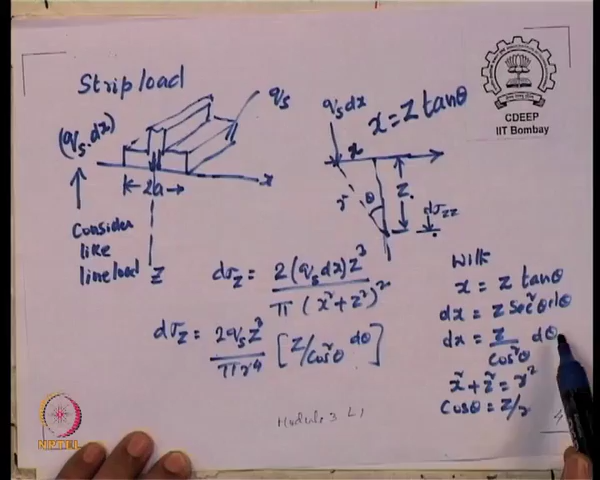 Strip load
q_s
(q_s.dx)
2a
x
Consider
like
line load
Z
q_s dx
x = Z tanθ
x
θ
r
Z
dσ_zz
dσ_z = 2(q_s dx)z³ / π(x²+z²)²
dσ_z = 2q_s z³ / πr⁴ [z/cos²θ dθ]
With
x = z tanθ
dx = z sec²θ dθ
dx = z/cos²θ dθ
x²+z² = r²
cosθ = z/r
Module 3 L1
4
CDEEP
IIT Bombay
NPTEL